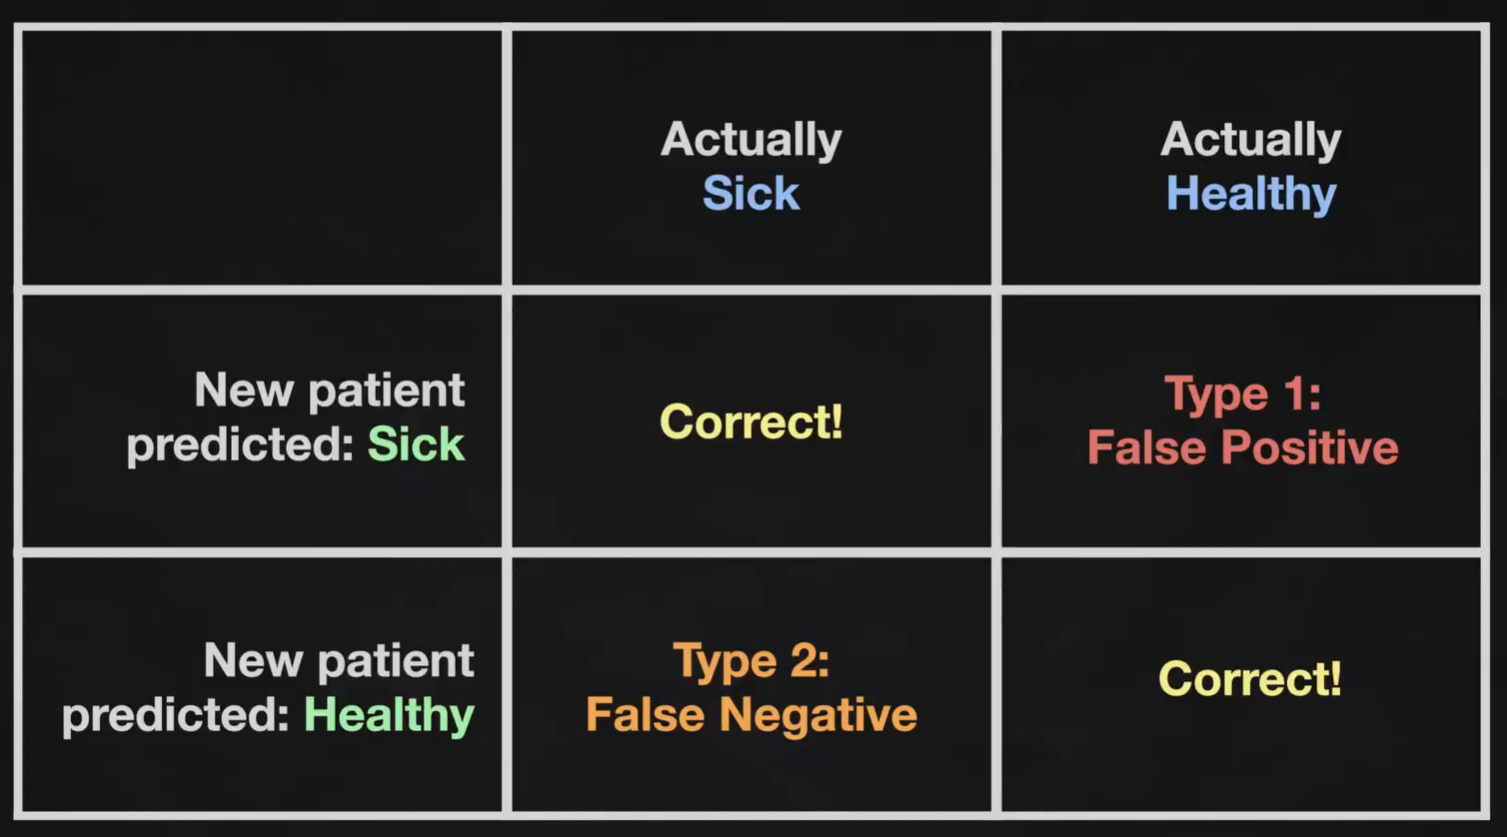 Actually
Sick
Actually
Healthy
New patient
predicted: Sick
Correct!
Type 1:
False Positive
New patient
predicted: Healthy
Type 2:
False Negative
Correct!